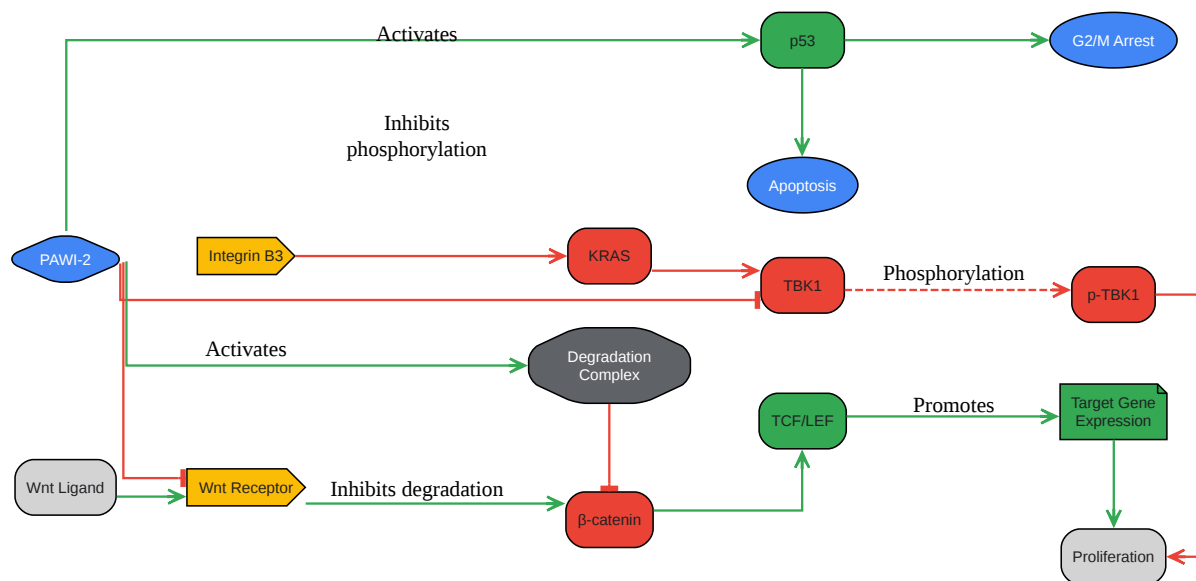 Activates
p53
G2/M Arrest
Inhibits
phosphorylation
Apoptosis
PAWI-2
Integrin B3
KRAS
TBK1
Phosphorylation
p-TBK1
Activates
Degradation
Complex
TCF/LEF
Promotes
Target Gene
Expression
Wnt Ligand
Wnt Receptor
Inhibits degradation
β-catenin
Proliferation